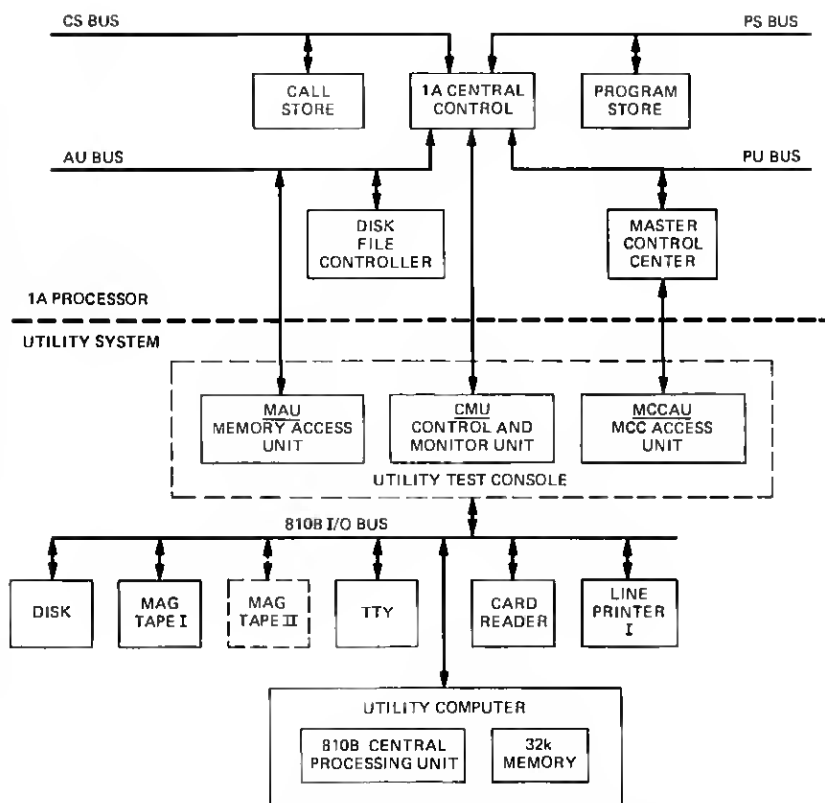 CS BUS
PS BUS
CALL
STORE
1A CENTRAL
CONTROL
PROGRAM
STORE
AU BUS
PU BUS
DISK
FILE
CONTROLLER
MASTER
CONTROL
CENTER
1A PROCESSOR
UTILITY SYSTEM
MAU
MEMORY ACCESS
UNIT
CMU
CONTROL AND
MONITOR UNIT
MCCAU
MCC ACCESS
UNIT
UTILITY TEST CONSOLE
810B I/O BUS
DISK
MAG
TAPE I
MAG
TAPE II
TTY
CARD
READER
LINE
PRINTER
I
UTILITY COMPUTER
810B CENTRAL
PROCESSING UNIT
32k
MEMORY